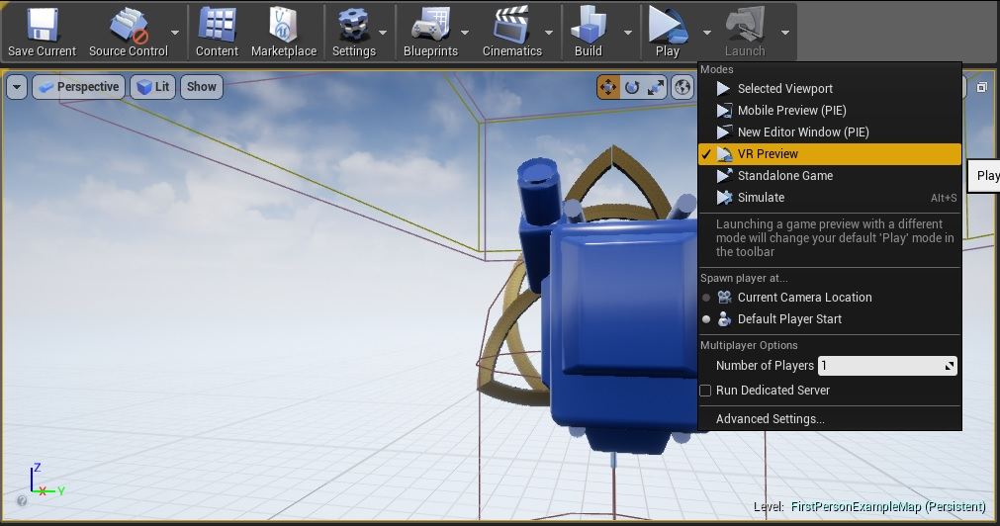 Save Current
Source Control
Content
Marketplace
Settings
Blueprints
Cinematics
Build
Play
Launch
Perspective
Lit
Show
Modes
Selected Viewport
Mobile Preview (PIE)
New Editor Window (PIE)
VR Preview
Play
Standalone Game
Simulate Alt+S
Launching a game preview with a different
mode will change your default 'Play' mode in
the toolbar
Spawn player at...
Current Camera Location
Default Player Start
Multiplayer Options
Number of Players 1
Run Dedicated Server
Advanced Settings...
Z
X Y
?
Level: FirstPersonExampleMap (Persistent)